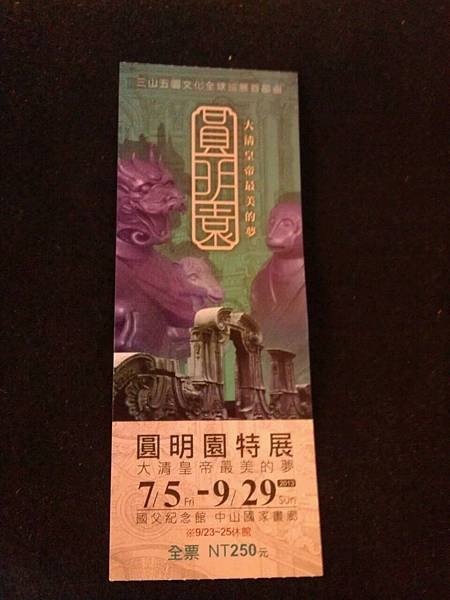 三山五園文化全球巡展首部曲
圓明園
大清皇帝最美的夢
圓明園特展
大清皇帝最美的夢
7/5 Fri - 9/29 Sun 2013
國父紀念館 中山國家畫廊
※9/23~25休館
全票 NT250元